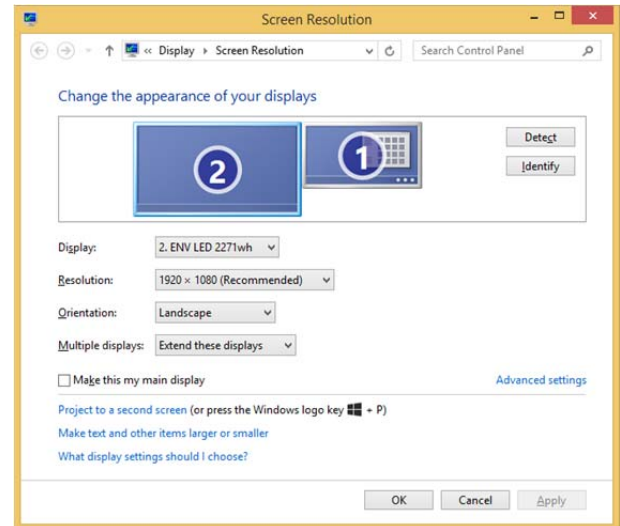 Screen Resolution
« Display Screen Resolution Search Control Panel
Change the appearance of your displays
2 1 Detect
Identify
Display: 2. ENV LED 2271wh
Resolution: 1920 × 1080 (Recommended)
Orientation: Landscape
Multiple displays: Extend these displays
Make this my main display Advanced settings
Project to a second screen (or press the Windows logo key + P)
Make text and other items larger or smaller
What display settings should I choose?
OK Cancel Apply